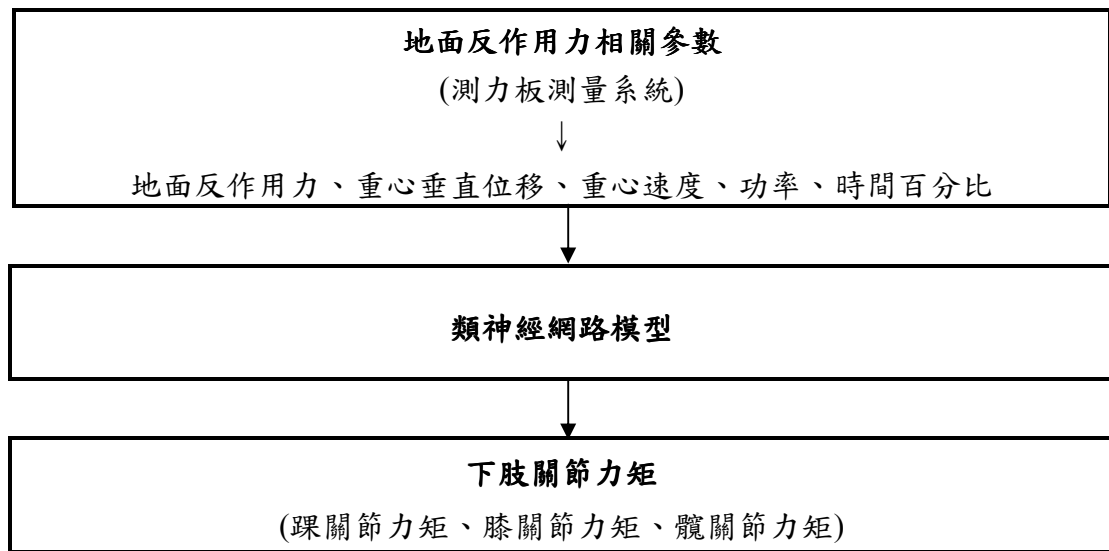 地面反作用力相關參數
(測力板測量系統)
↓
地面反作用力、重心垂直位移、重心速度、功率、時間百分比
類神經網路模型
下肢關節力矩
(踝關節力矩、膝關節力矩、髖關節力矩)